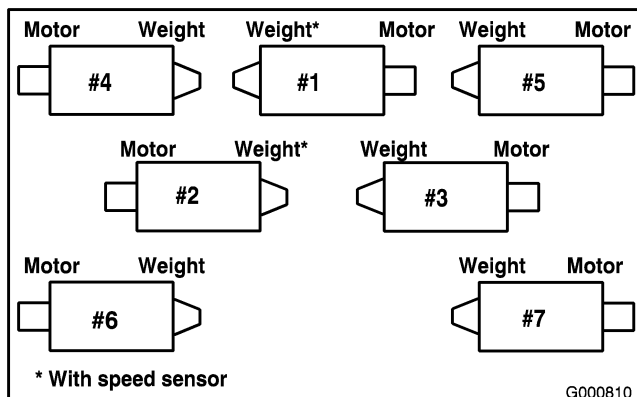 Motor Weight Weight* Motor Weight Motor
#4 #1 #5
Motor Weight* Weight Motor
#2 #3
Motor Weight Weight Motor
#6 #7
* With speed sensor
G000810